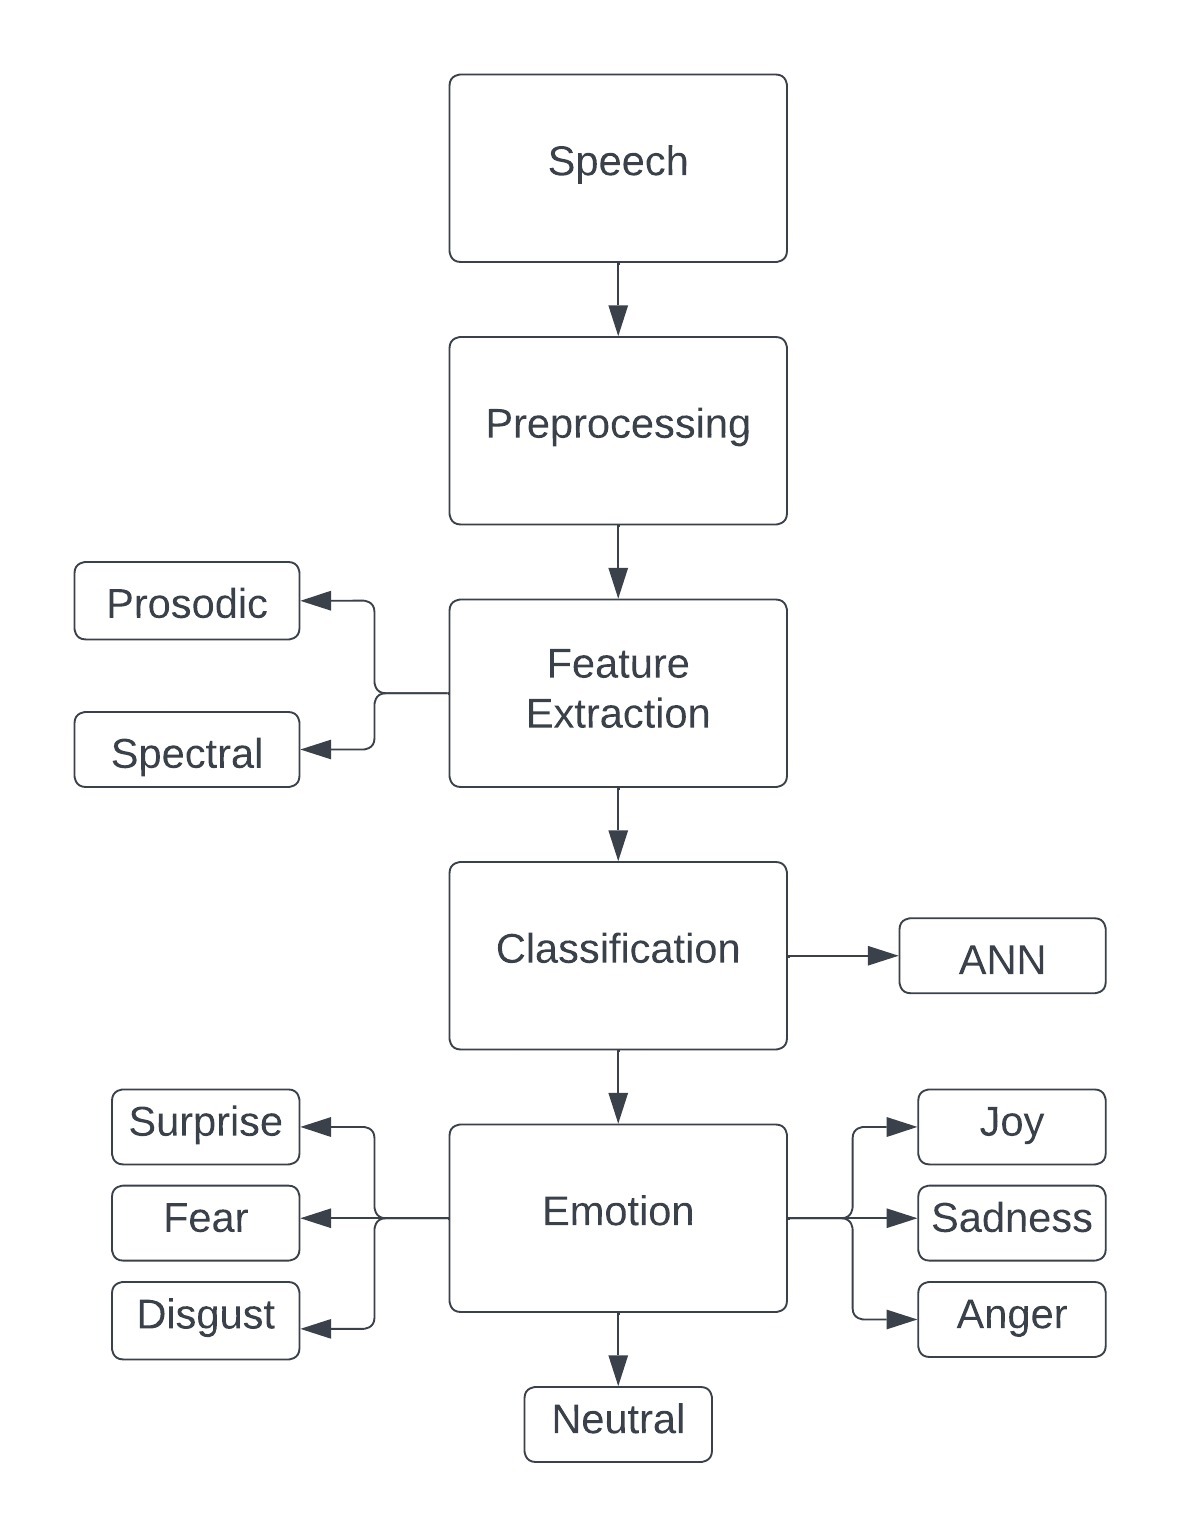 Speech
Preprocessing
Prosodic
Spectral
Feature
Extraction
Classification
ANN
Surprise
Fear
Disgust
Emotion
Joy
Sadness
Anger
Neutral